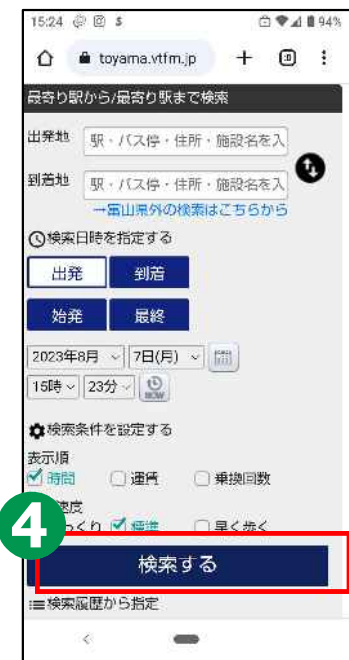 15:24 94%
toyama.vtfm.jp
最寄り駅から/最寄り駅まで検索
出発地 駅・バス停・住所・施設名を入
到着地 駅・バス停・住所・施設名を入
→富山県外の検索はこちらから
検索日時を指定する
出発 到着
始発 最終
2023年8月 7日(月)
15時 23分 NOW
検索条件を設定する
表示順
時間 運賃 乗換回数
速度
くり 標準 早く歩く
4
検索する
検索履歴から指定